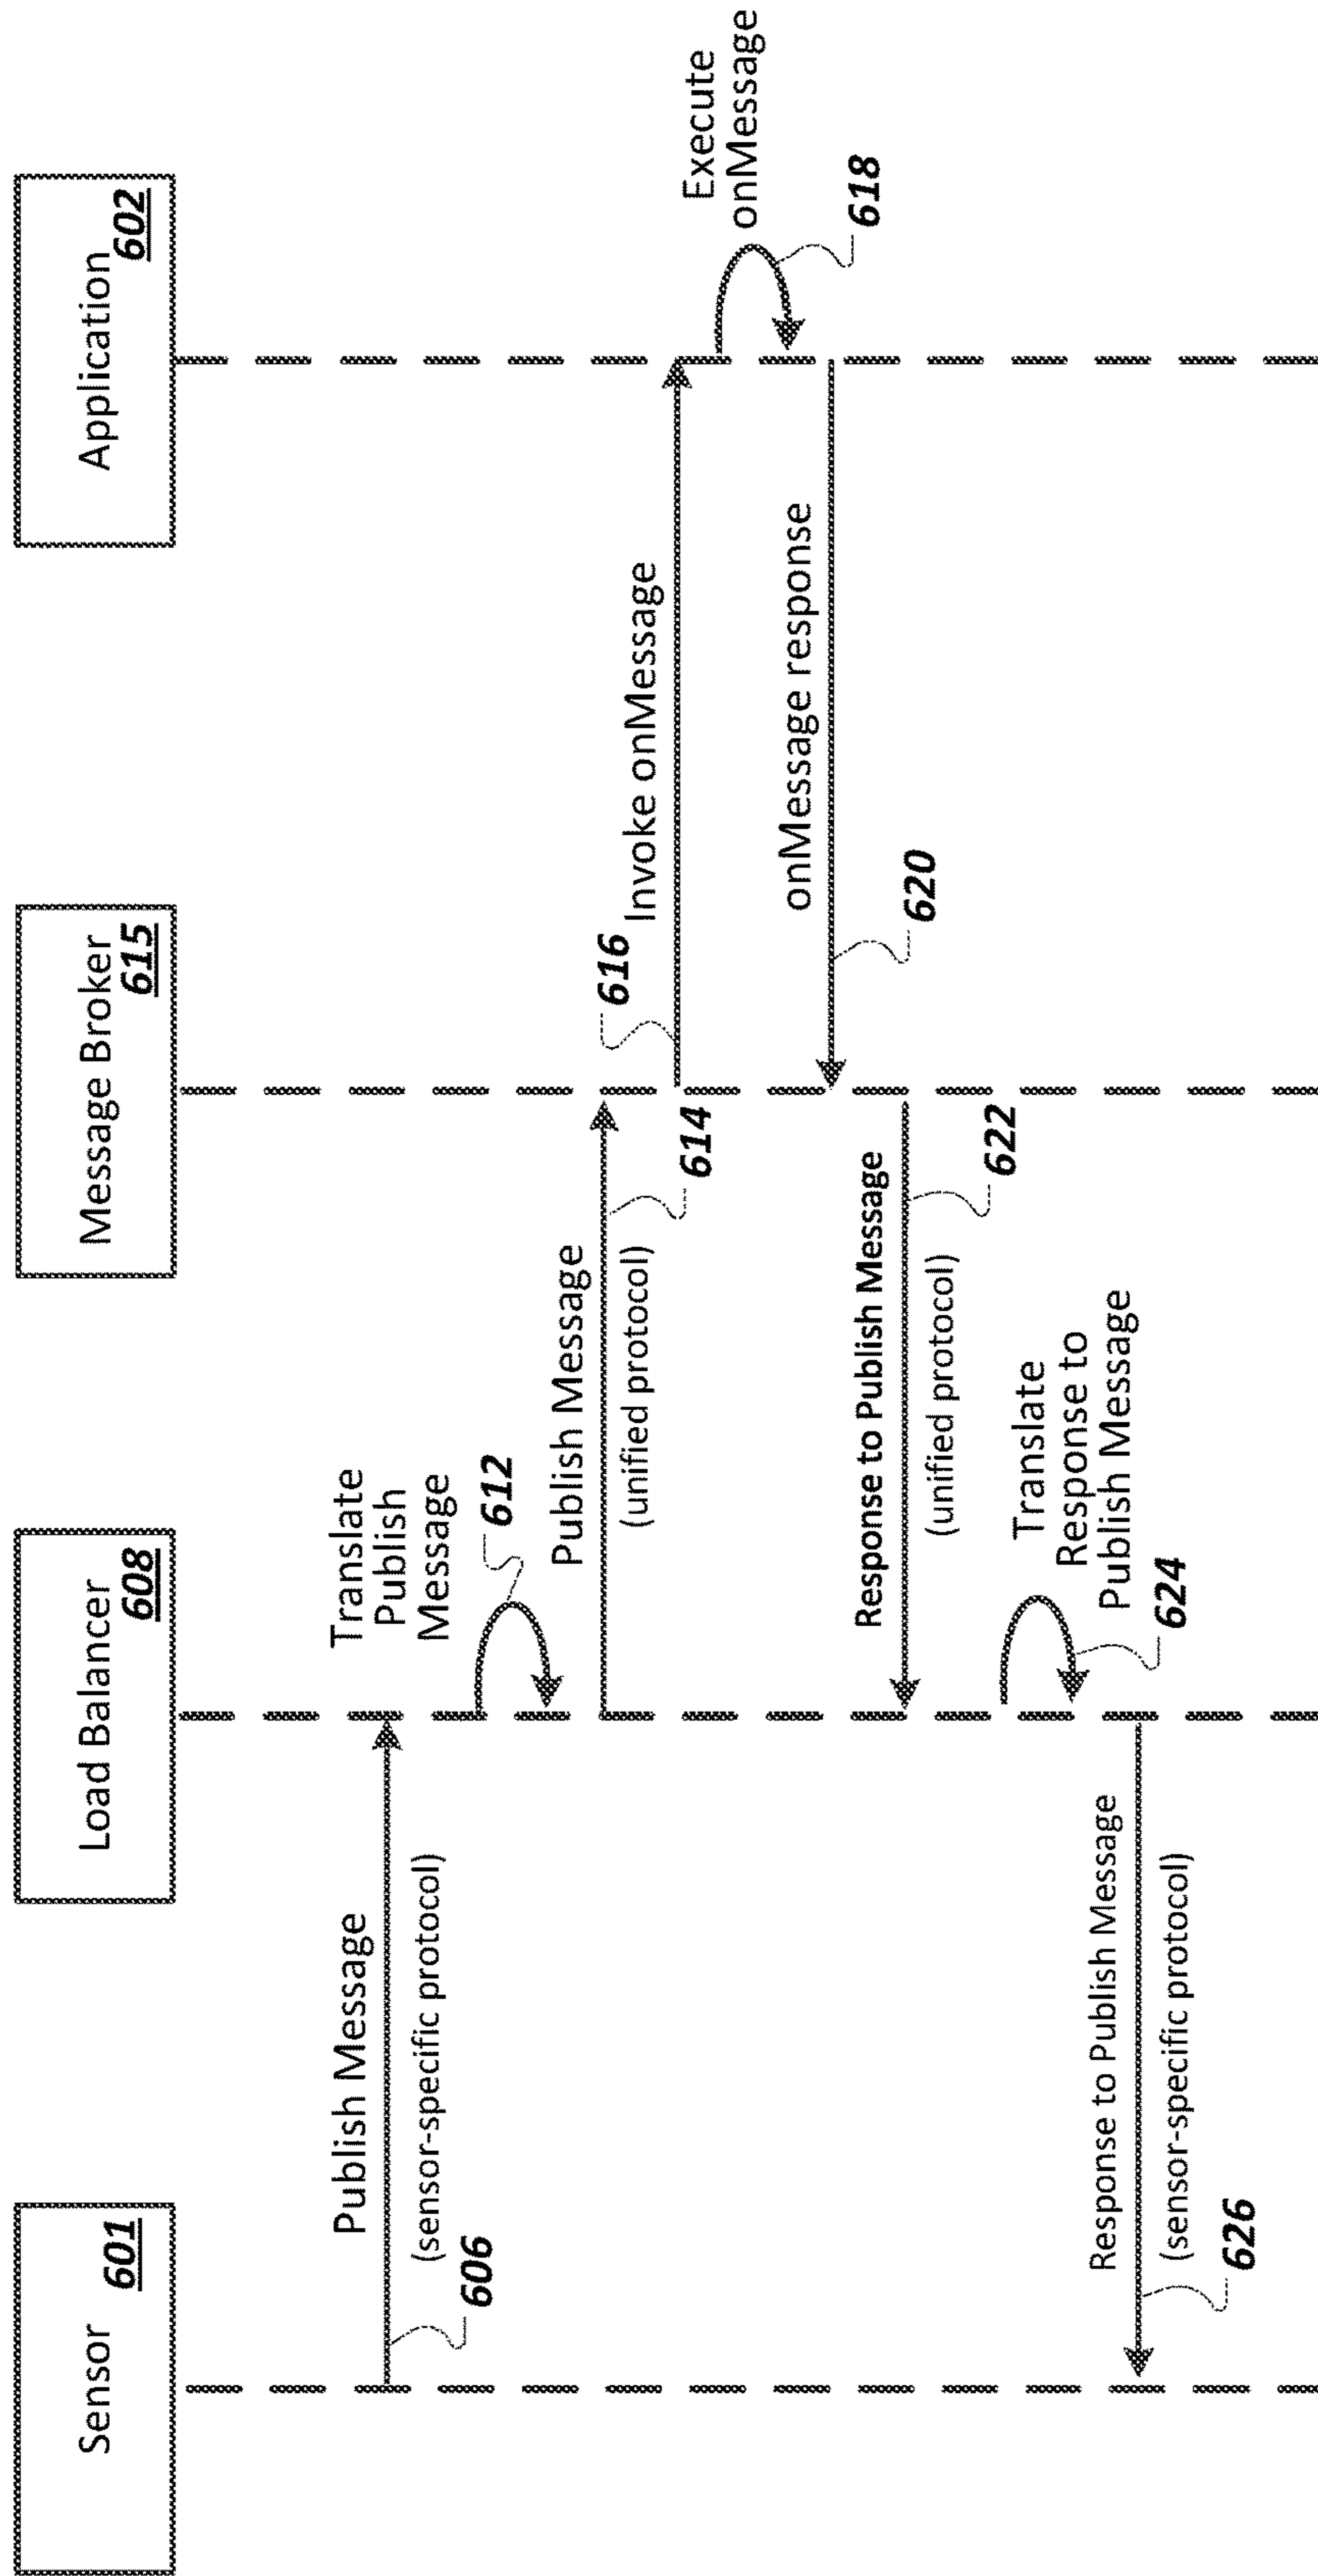 Sensor
601
Load Balancer
608
Message Broker
615
Application
602
Publish Message
(sensor-specific protocol)
606
Translate
Publish
Message
612
Publish Message
(unified protocol)
614
616
Invoke onMessage
Execute
onMessage
618
onMessage response
620
Response to Publish Message
(unified protocol)
622
Translate
Response to
Publish Message
624
Response to Publish Message
(sensor-specific protocol)
626